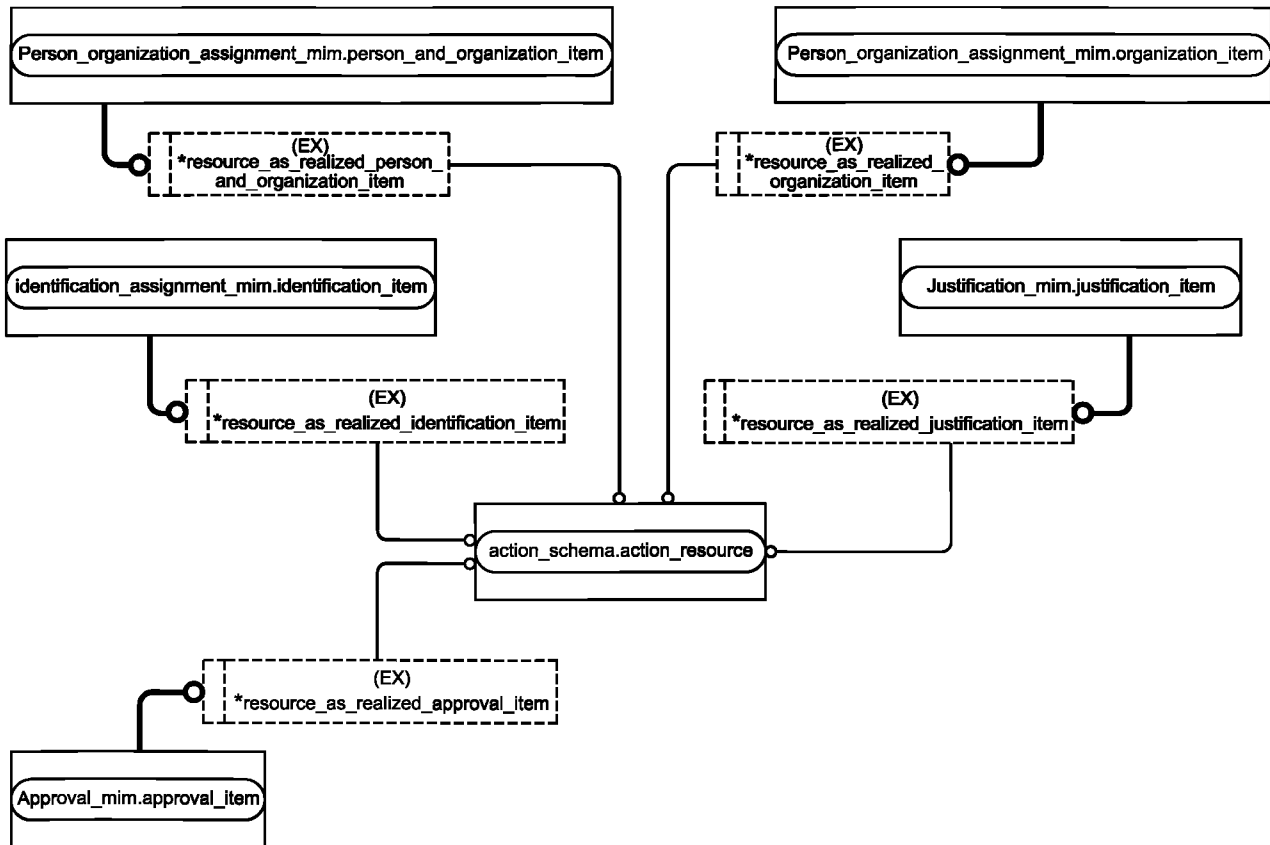 Person_organization_assignment_mim.person_and_organization_item
Person_organization_assignment_mim.organization_item
(EX)
*resource_as_realized_person_
and_organization_item
(EX)
*resource_as_realized_
organization_item
identification_assignment_mim.identification_item
Justification_mim.justification_item
(EX)
*resource_as_realized_identification_item
(EX)
*resource_as_realized_justification_item
action_schema.action_resource
(EX)
*resource_as_realized_approval_item
Approval_mim.approval_item